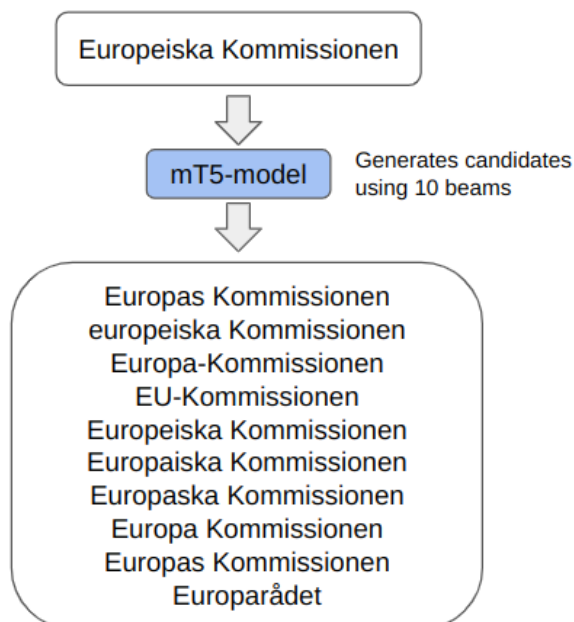 Europeiska Kommissionen
mT5-model
Generates candidates
using 10 beams
Europas Kommissionen
europeiska Kommissionen
Europa-Kommissionen
EU-Kommissionen
Europeiska Kommissionen
Europaiska Kommissionen
Europaska Kommissionen
Europa Kommissionen
Europas Kommissionen
Europarådet